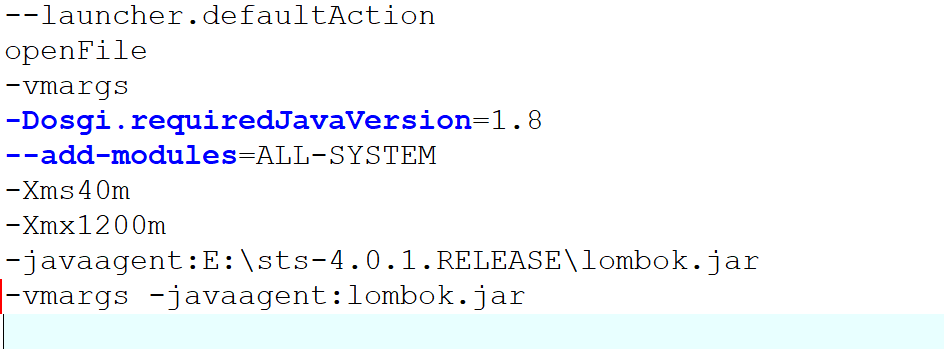 --launcher.defaultAction
openFile
-vmargs
-Dosgi.requiredJavaVersion=1.8
--add-modules=ALL-SYSTEM
-Xms40m
-Xmx1200m
-javaagent:E:\sts-4.0.1.RELEASE\lombok.jar
-vmargs -javaagent:lombok.jar